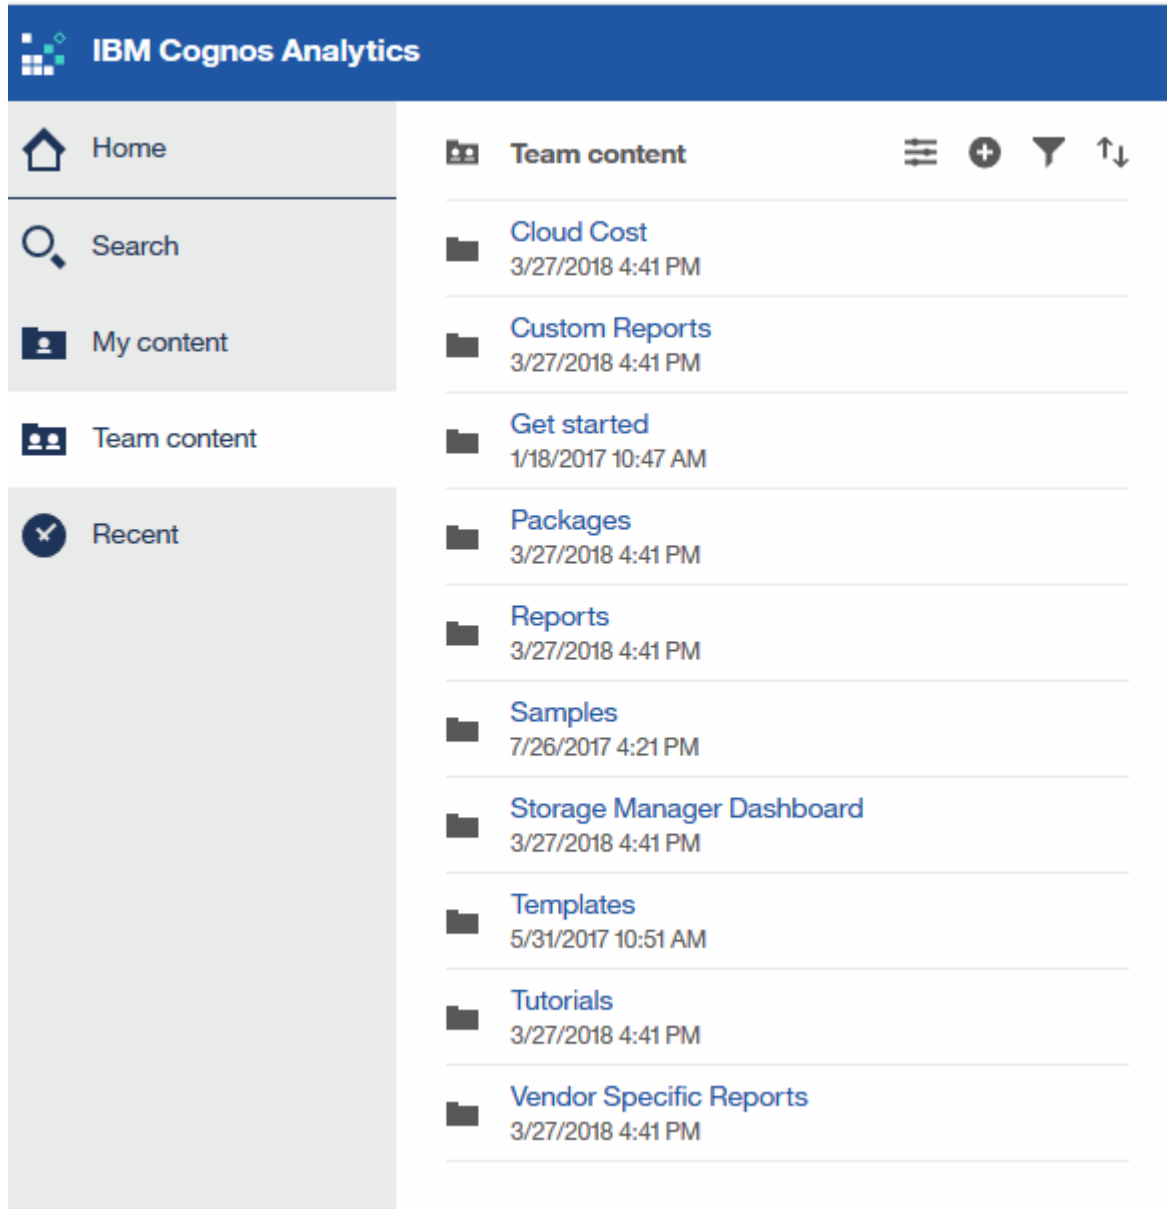 IBM Cognos Analytics
Home
Search
My content
Team content
Recent
Team content
Cloud Cost
3/27/2018 4:41 PM
Custom Reports
3/27/2018 4:41 PM
Get started
1/18/2017 10:47 AM
Packages
3/27/2018 4:41 PM
Reports
3/27/2018 4:41 PM
Samples
7/26/2017 4:21 PM
Storage Manager Dashboard
3/27/2018 4:41 PM
Templates
5/31/2017 10:51 AM
Tutorials
3/27/2018 4:41 PM
Vendor Specific Reports
3/27/2018 4:41 PM